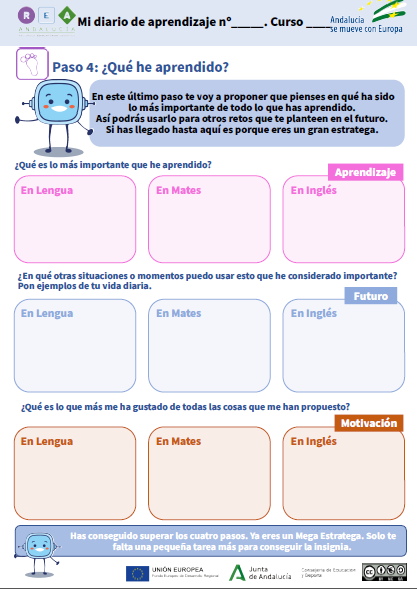 R E A
ANDALUCÍA
Mi diario de aprendizaje nº_____. Curso ____
Andalucía
se mueve con Europa
Paso 4: ¿Qué he aprendido?
En este último paso te voy a proponer que pienses en qué ha sido
lo más importante de todo lo que has aprendido.
Así podrás usarlo para otros retos que te planteen en el futuro.
Si has llegado hasta aquí es porque eres un gran estratega.
¿Qué es lo más importante que he aprendido?
Aprendizaje
En Lengua
En Mates
En Inglés
¿En qué otras situaciones o momentos puedo usar esto que he considerado importante?
Pon ejemplos de tu vida diaria.
Futuro
En Lengua
En Mates
En Inglés
¿Qué es lo que más me ha gustado de todas las cosas que me han propuesto?
Motivación
En Lengua
En Mates
En Inglés
Has conseguido superar los cuatro pasos. Ya eres un Mega Estratega. Solo te
falta una pequeña tarea más para conseguir la insignia.
UNIÓN EUROPEA
Fondo Europeo de Desarrollo Regional
Junta
de Andalucía
Consejería de Educación
y Deporte
CC
BY NC SA